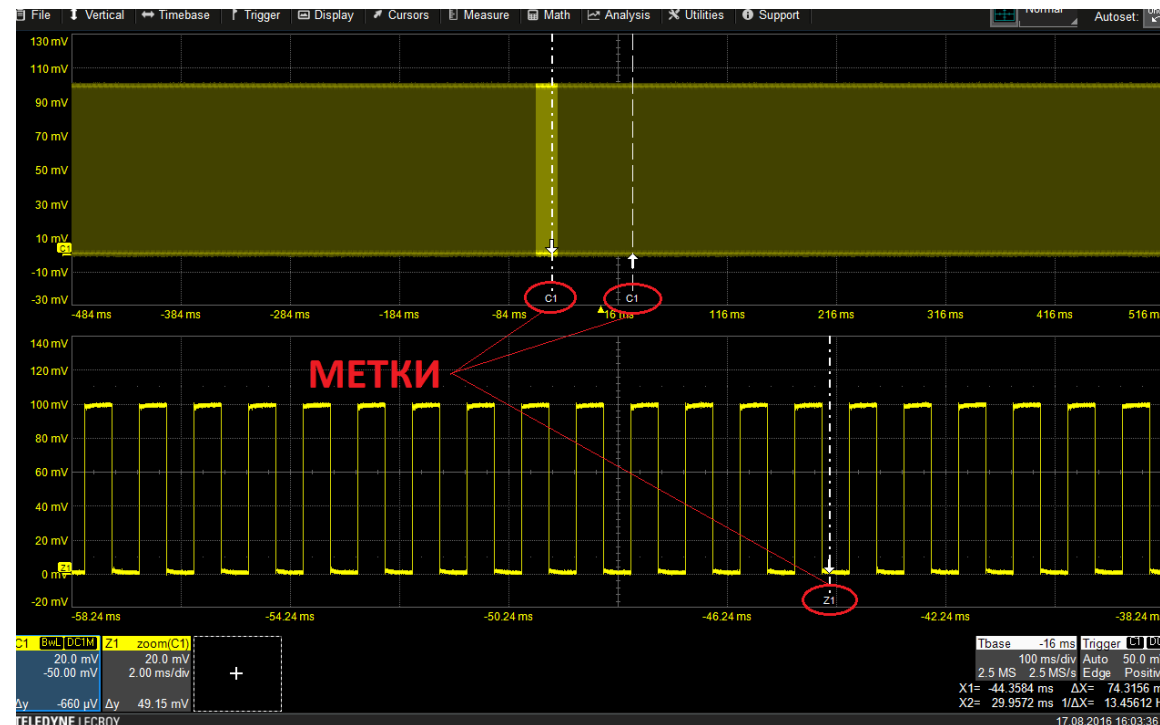 File Vertical Timebase Trigger Display Cursors Measure Math Analysis Utilities Support Normal Autoset:
130 mV
110 mV
90 mV
70 mV
50 mV
30 mV
10 mV
C1
-10 mV
-30 mV
C1 C1
-484 ms -384 ms -284 ms -184 ms -84 ms 16 ms 116 ms 216 ms 316 ms 416 ms 516 m
140 mV
120 mV
МЕТКИ
100 mV
80 mV
60 mV
40 mV
20 mV
Z1
0 mV
-20 mV
Z1
-58.24 ms -54.24 ms -50.24 ms -46.24 ms -42.24 ms -38.24 m
C1 BwL DC1M Z1 zoom(C1) Tbase -16 ms Trigger C1 DC
20.0 mV 20.0 mV 100 ms/div Auto 50.0 m
-50.00 mV 2.00 ms/div + 2.5 MS 2.5 MS/s Edge Positiv
X1= -44.3584 ms ΔX= 74.3156 m
Δy -660 µV Δy 49.15 mV X2= 29.9572 ms 1/ΔX= 13.45612 H
TELEDYNE LECROY 17.08.2016 16:03:36